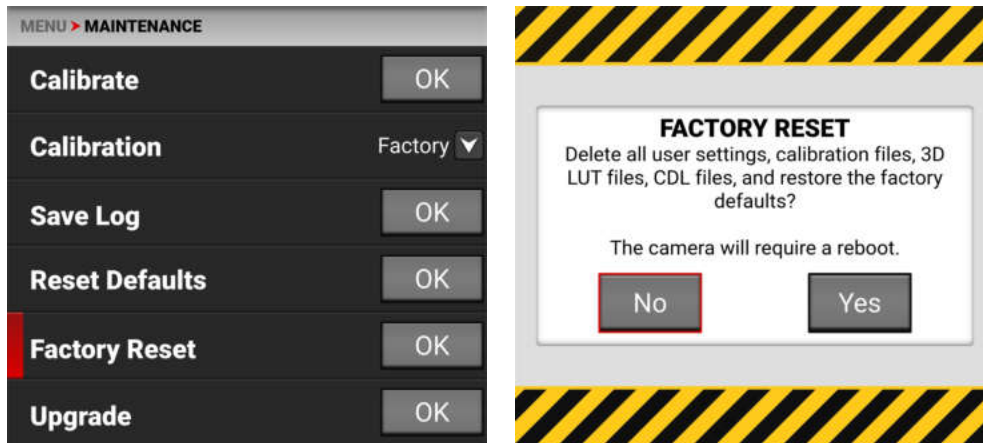 MENU > MAINTENANCE
Calibrate OK
Calibration Factory
Save Log OK
Reset Defaults OK
Factory Reset OK
Upgrade OK
FACTORY RESET
Delete all user settings, calibration files, 3D
LUT files, CDL files, and restore the factory
defaults?
The camera will require a reboot.
No Yes